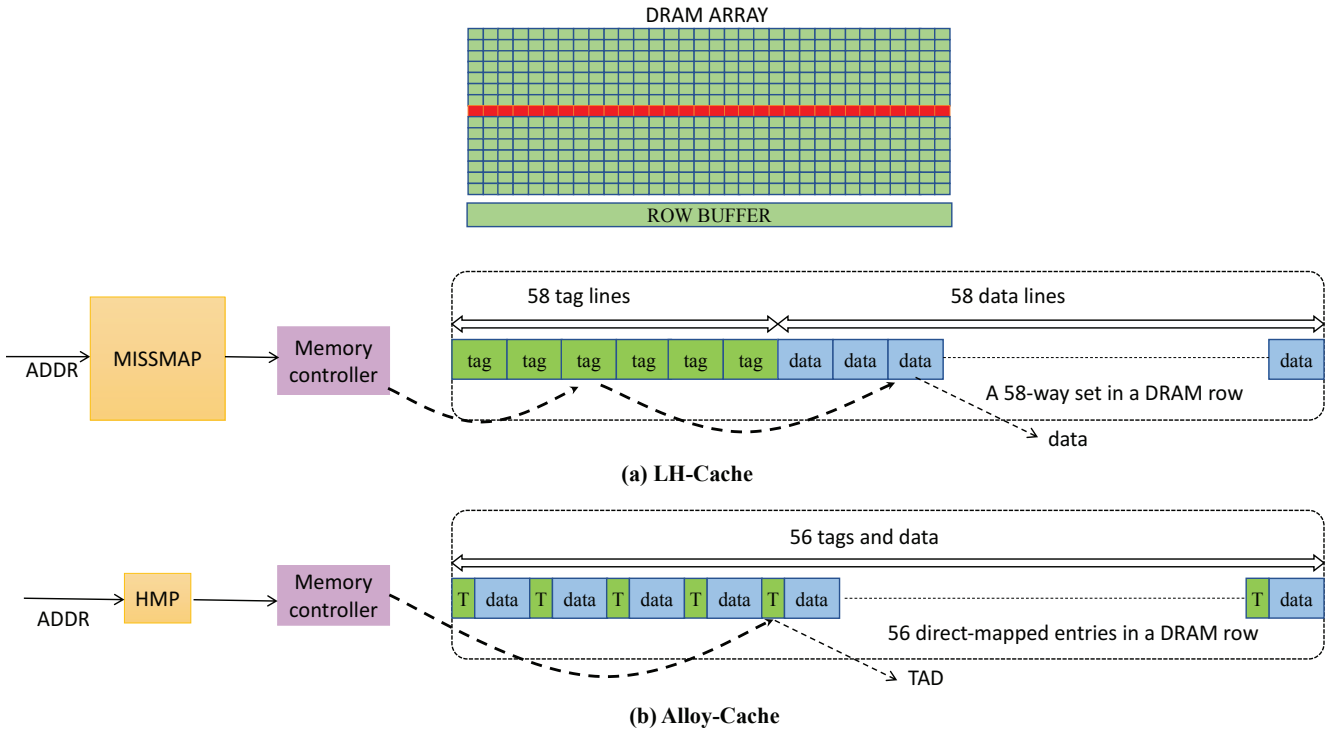 DRAM ARRAY
ROW BUFFER
58 tag lines
58 data lines
ADDR
MISSMAP
Memory
controller
tag tag tag tag tag tag data data data data
A 58-way set in a DRAM row
data
(a) LH-Cache
56 tags and data
ADDR
HMP
Memory
controller
T data T data T data T data T data T data
56 direct-mapped entries in a DRAM row
TAD
(b) Alloy-Cache